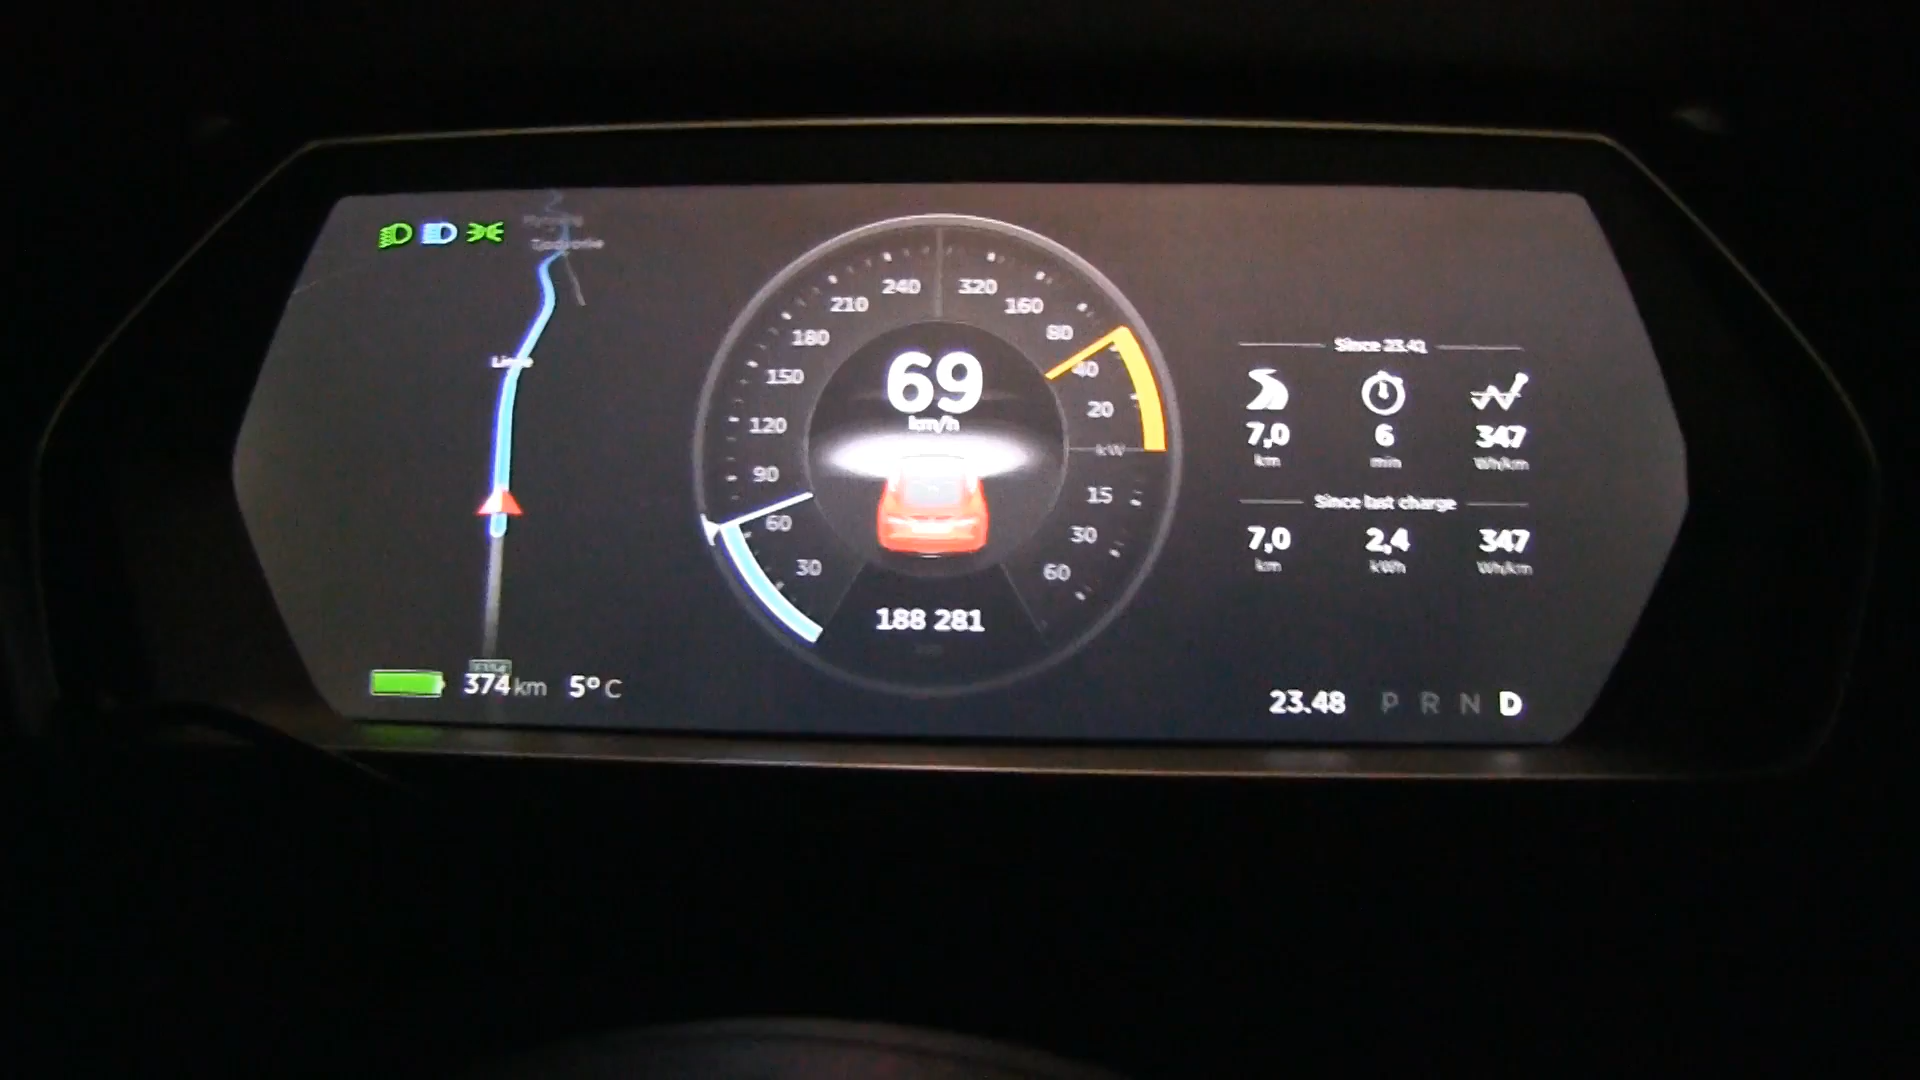 240 320
210 160
180 80
150 40
120 20
90 kW
60 15
30 30
60
69
km/h
188 281
Since 23.41
7,0 6 347
km min Wh/km
Since last charge
7,0 2,4 347
km kWh Wh/km
374 km 5° C
23.48 P R N D